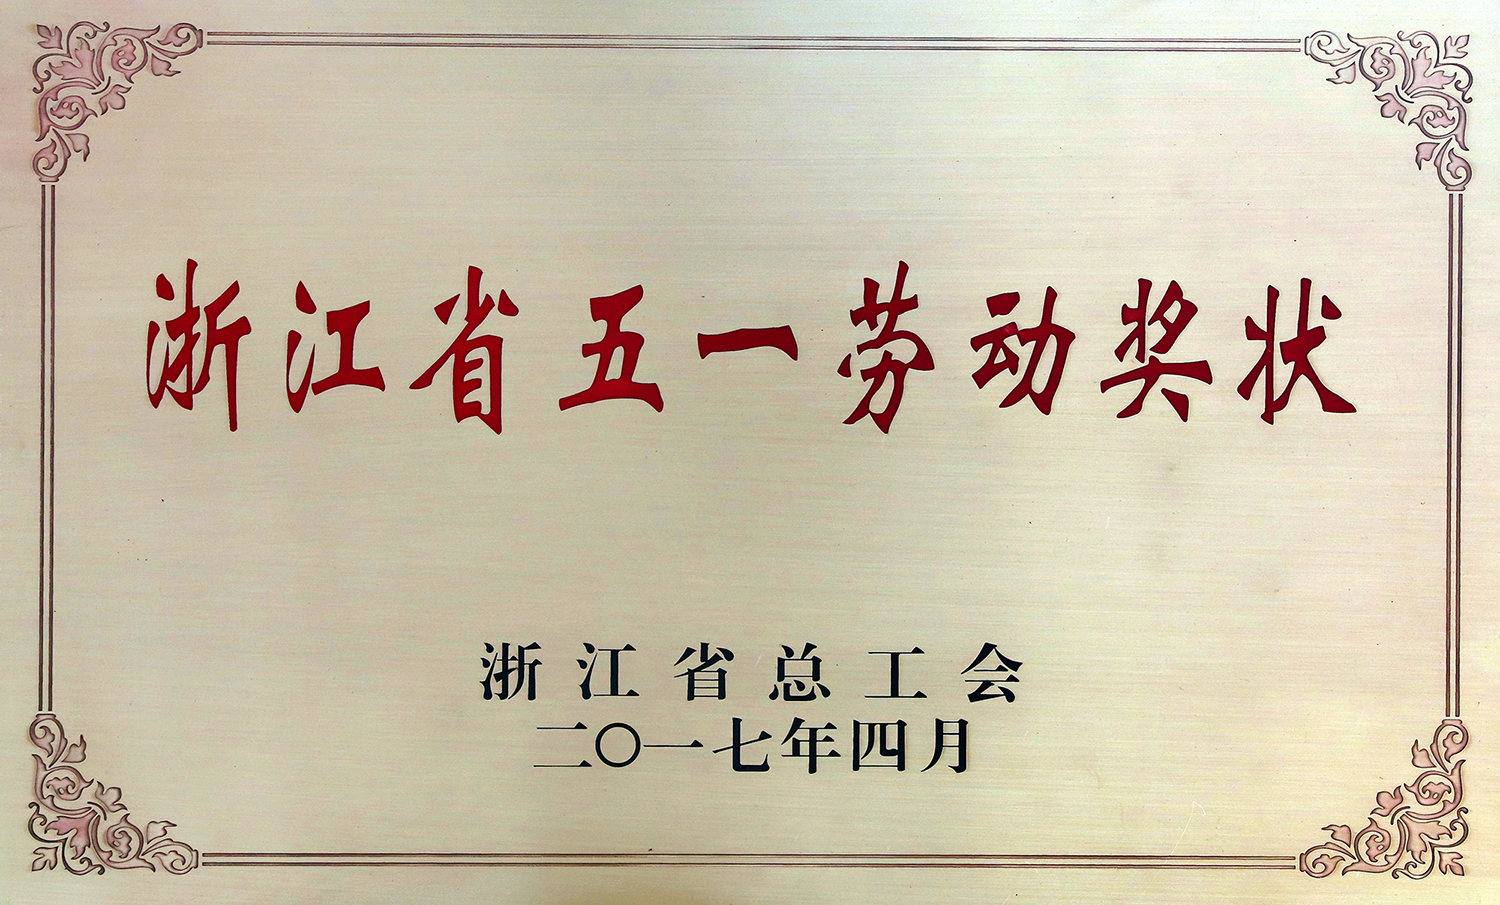 浙江省五一劳动奖状
浙江省总工会
二〇一七年四月